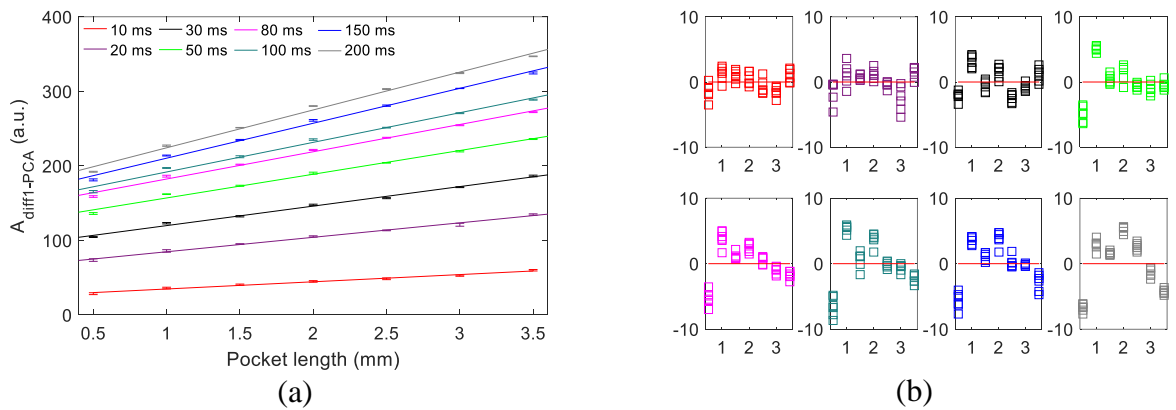 400
300
200
100
0
A_diff1-PCA (a.u.)
10 ms 30 ms 80 ms 150 ms
20 ms 50 ms 100 ms 200 ms
0.5 1 1.5 2 2.5 3 3.5
Pocket length (mm)
(a)
10 10 10 10
0 0 0 0
-10 -10 -10 -10
1 2 3 1 2 3 1 2 3 1 2 3
10 10 10 10
0 0 0 0
-10 -10 -10 -10
1 2 3 1 2 3 1 2 3 1 2 3
(b)